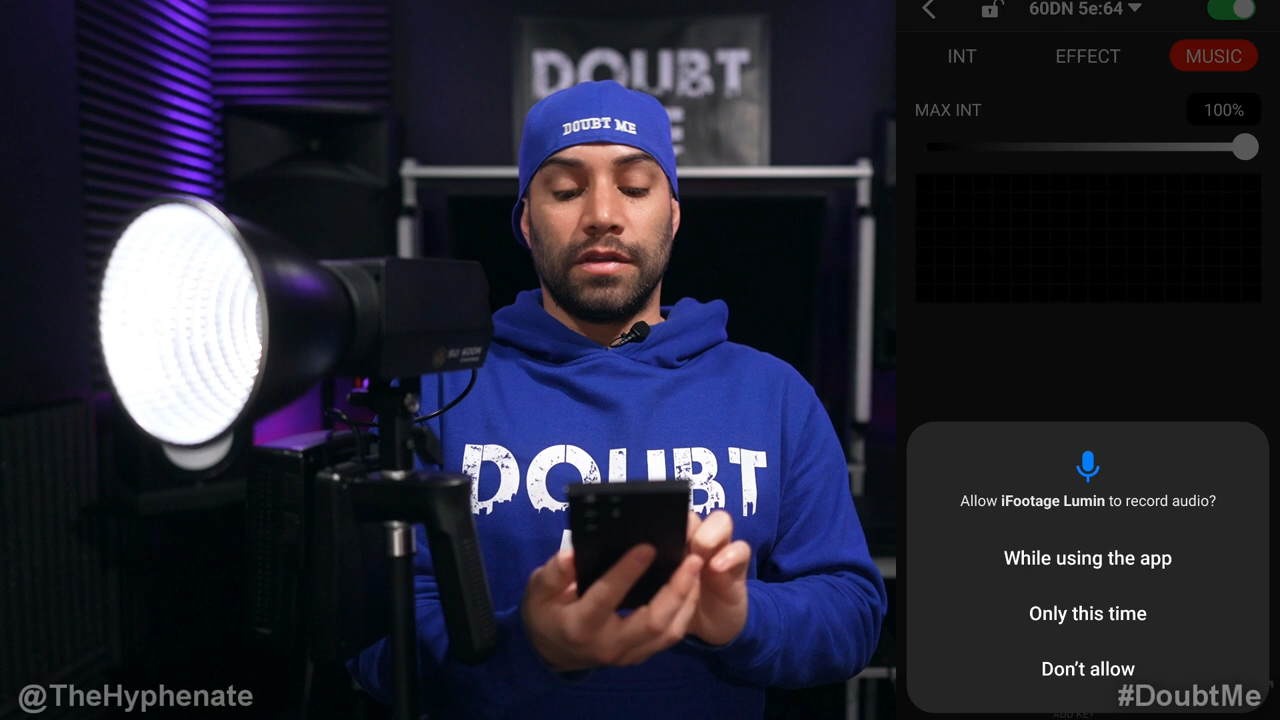 DOUBT
DOUBT ME
DOUBT
60DN 5e:64
INT EFFECT MUSIC
MAX INT 100%
Allow iFootage Lumin to record audio?
While using the app
Only this time
Don't allow
@TheHyphenate
#DoubtMe